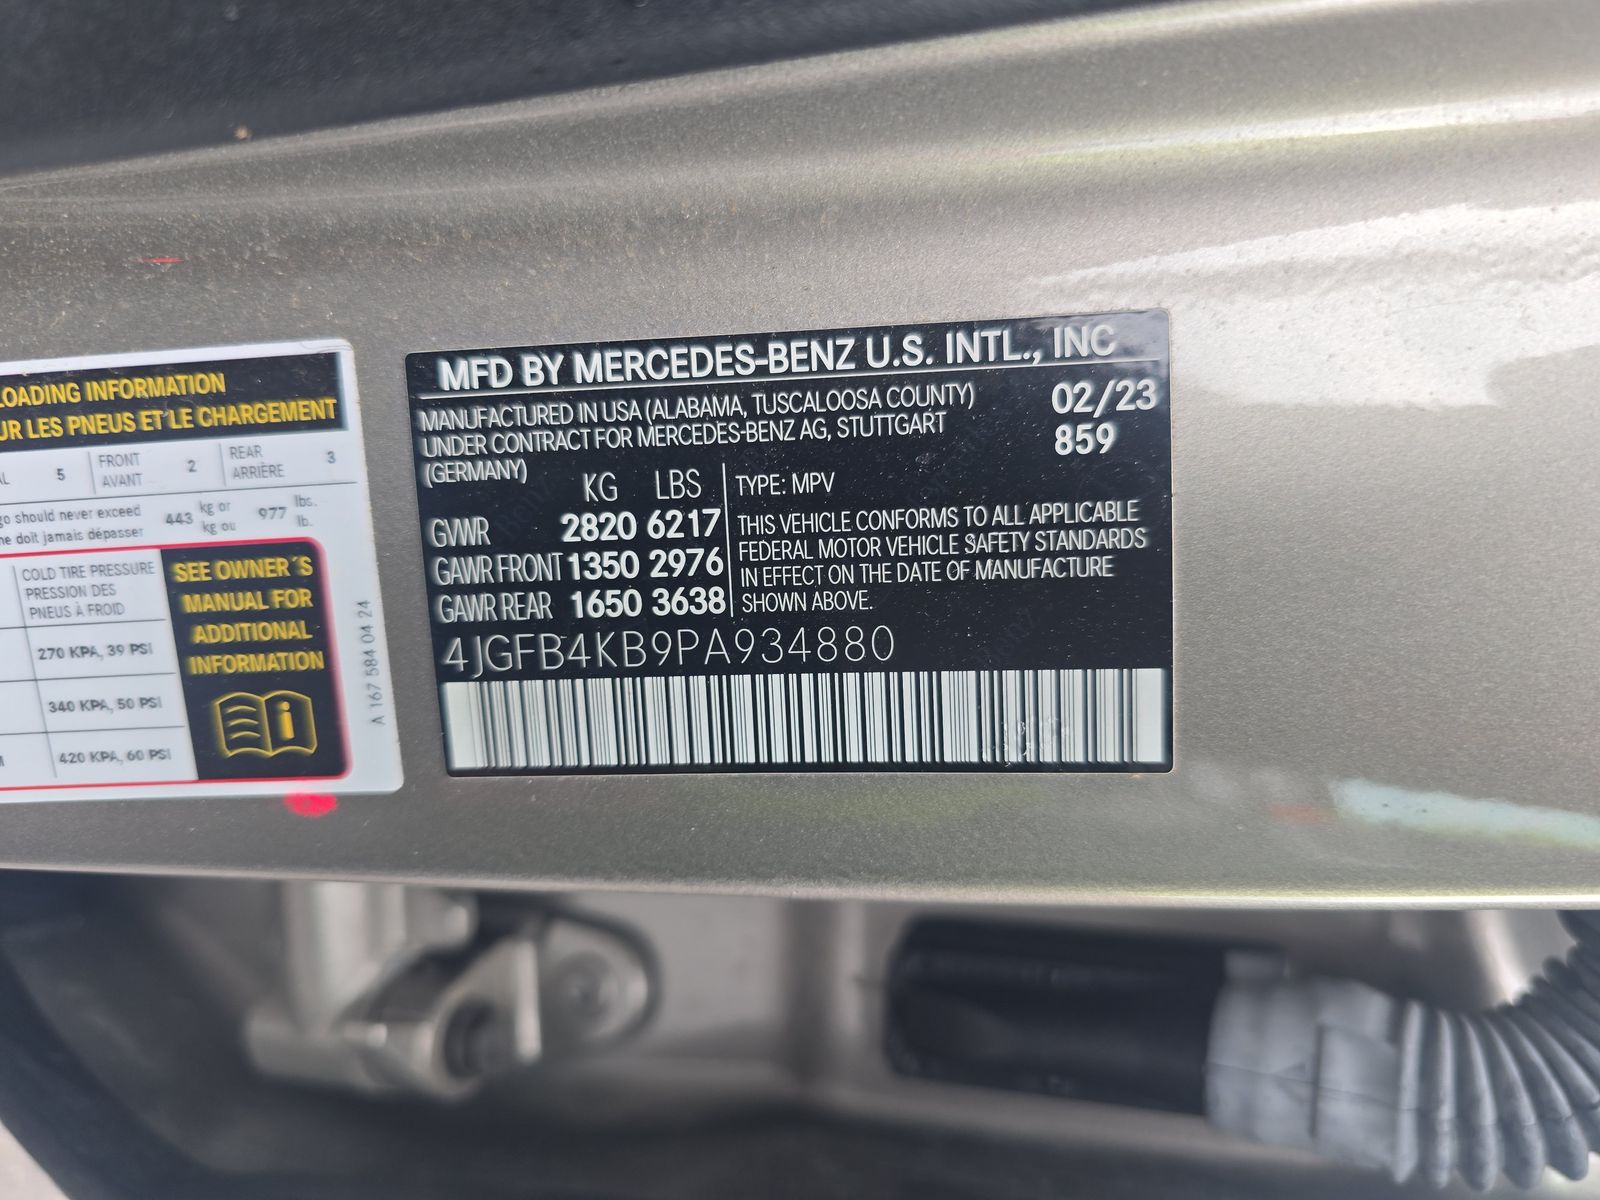 LOADING INFORMATION
UR LES PNEUS ET LE CHARGEMENT
AL 5 FRONT AVANT 2 REAR ARRIÈRE 3
go should never exceed
ne doit jamais dépasser
443 kg or kg ou 977 lbs. lb.
COLD TIRE PRESSURE
PRESSION DES
PNEUS À FROID
270 KPA, 39 PSI
340 KPA, 50 PSI
420 KPA, 60 PSI
SEE OWNER´S
MANUAL FOR
ADDITIONAL
INFORMATION
A 167 584 04 24
MFD BY MERCEDES-BENZ U.S. INTL., INC
MANUFACTURED IN USA (ALABAMA, TUSCALOOSA COUNTY)
UNDER CONTRACT FOR MERCEDES-BENZ AG, STUTTGART
(GERMANY)
02/23
859
KG LBS
GVWR 2820 6217
GAWR FRONT 1350 2976
GAWR REAR 1650 3638
TYPE: MPV
THIS VEHICLE CONFORMS TO ALL APPLICABLE
FEDERAL MOTOR VEHICLE SAFETY STANDARDS
IN EFFECT ON THE DATE OF MANUFACTURE
SHOWN ABOVE.
4JGFB4KB9PA934880